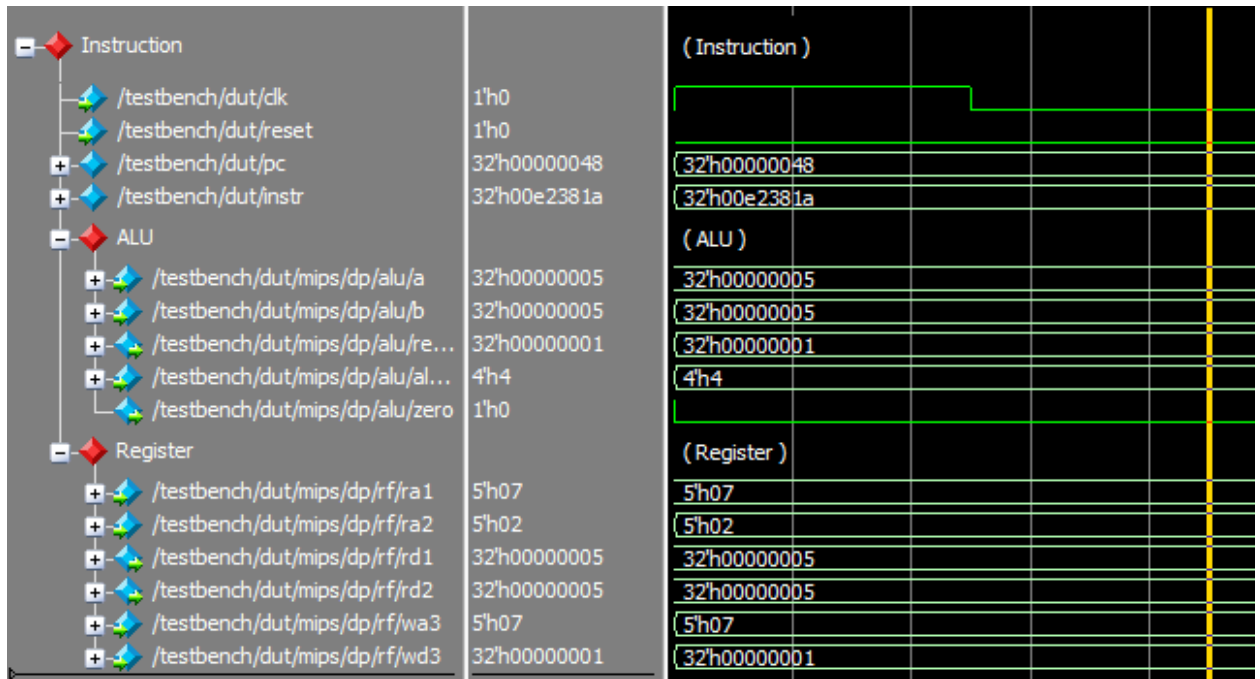 Instruction (Instruction)
/testbench/dut/clk 1'h0
/testbench/dut/reset 1'h0
/testbench/dut/pc 32'h00000048 32'h00000048
/testbench/dut/instr 32'h00e2381a 32'h00e2381a
ALU (ALU)
/testbench/dut/mips/dp/alu/a 32'h00000005 32'h00000005
/testbench/dut/mips/dp/alu/b 32'h00000005 32'h00000005
/testbench/dut/mips/dp/alu/re... 32'h00000001 32'h00000001
/testbench/dut/mips/dp/alu/al... 4'h4 4'h4
/testbench/dut/mips/dp/alu/zero 1'h0
Register (Register)
/testbench/dut/mips/dp/rf/ra1 5'h07 5'h07
/testbench/dut/mips/dp/rf/ra2 5'h02 5'h02
/testbench/dut/mips/dp/rf/rd1 32'h00000005 32'h00000005
/testbench/dut/mips/dp/rf/rd2 32'h00000005 32'h00000005
/testbench/dut/mips/dp/rf/wa3 5'h07 5'h07
/testbench/dut/mips/dp/rf/wd3 32'h00000001 32'h00000001